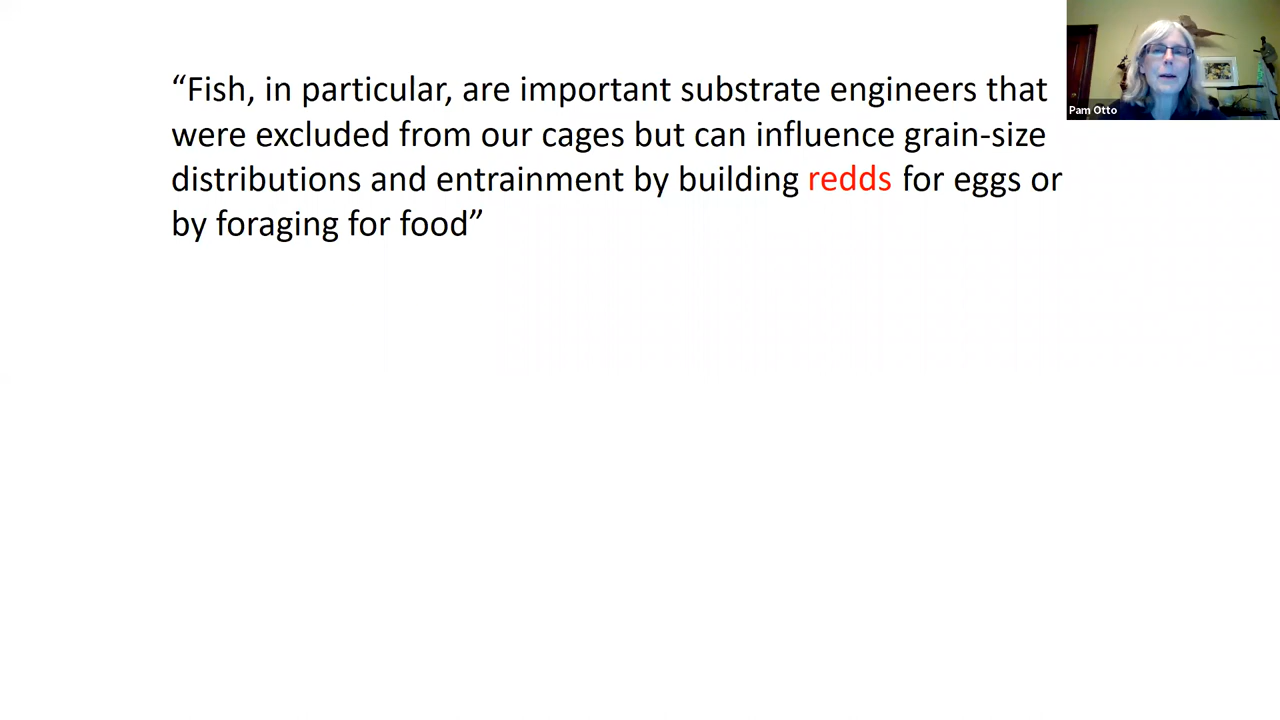 “Fish, in particular, are important substrate engineers that
were excluded from our cages but can influence grain-size
distributions and entrainment by building redds for eggs or
by foraging for food”
Pam Otto